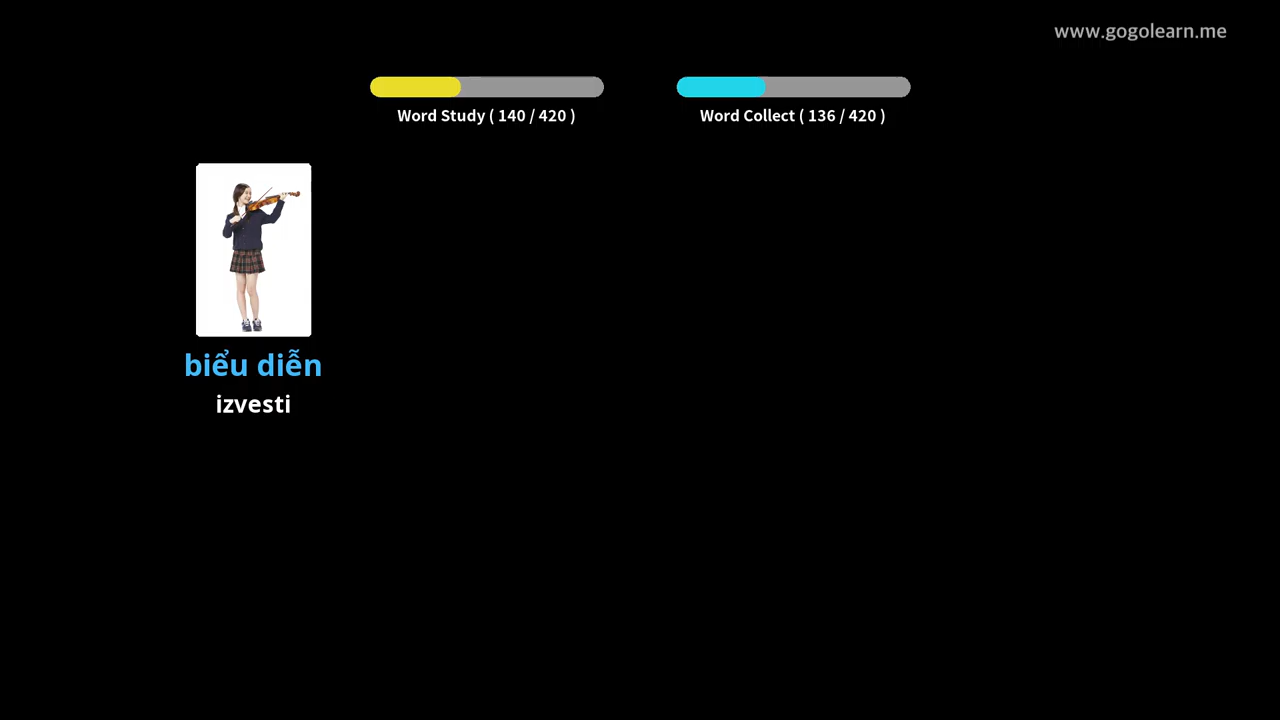 www.gogolearn.me
Word Study ( 140 / 420 )
Word Collect ( 136 / 420 )
biểu diễn
izvesti